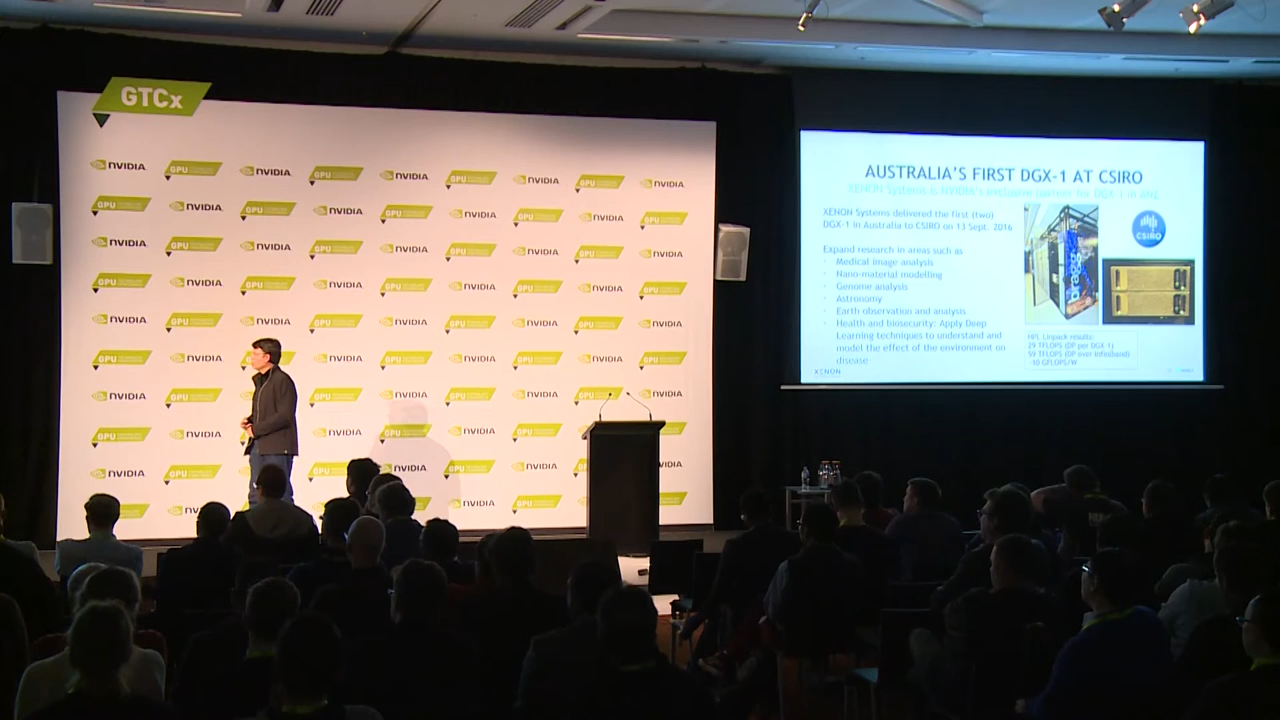 GTCx
NVIDIA
GPU
AUSTRALIA'S FIRST DGX-1 AT CSIRO
XENON Systems is NVIDIA's exclusive partner for DGX-1 in ANZ
XENON Systems delivered the first (two)
DGX-1 in Australia to CSIRO on 13 Sept. 2016
Expand research in areas such as
· Medical image analysis
· Nano-material modelling
· Genome analysis
· Astronomy
· Earth observation and analysis
· Health and biosecurity: Apply Deep
Learning techniques to understand and
model the effect of the environment on
disease
bragg
CSIRO
HPL Linpack results:
29 TFLOPS (DP per DGX-1)
59 TFLOPS (DP over Infiniband)
~10 GFLOPS/W
XENON